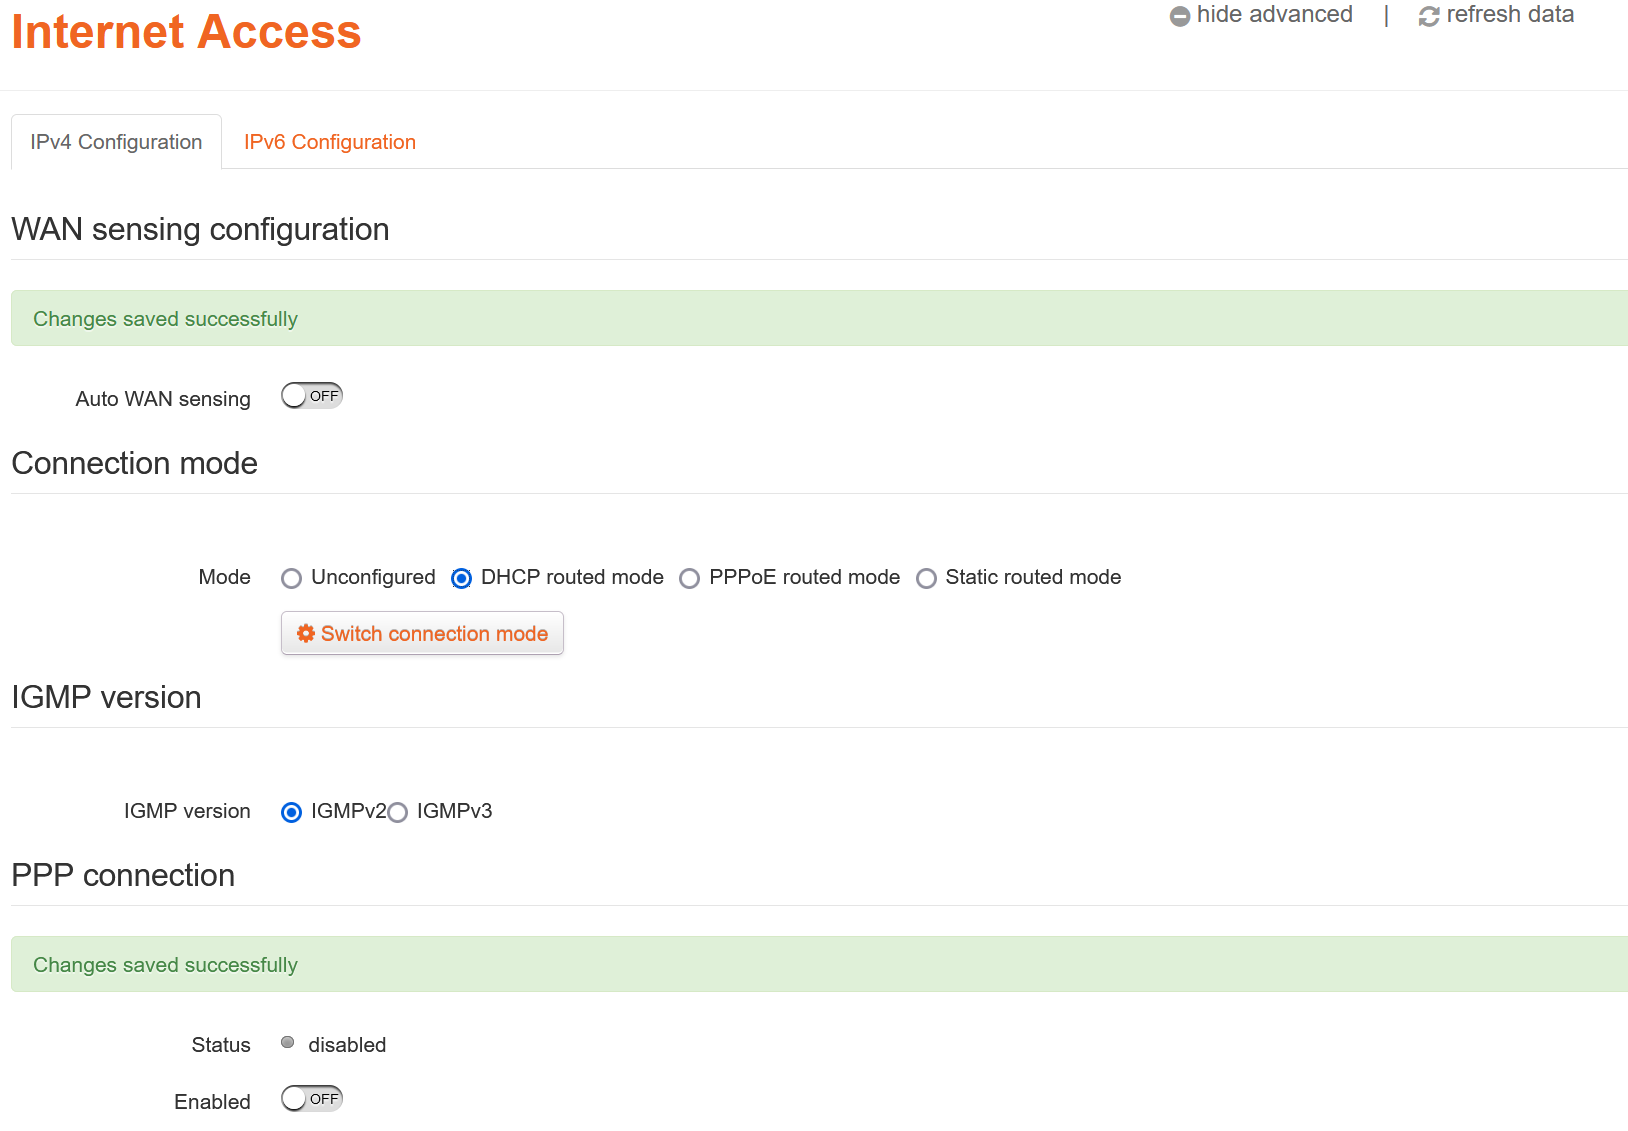 Internet Access
hide advanced | refresh data
IPv4 Configuration IPv6 Configuration
WAN sensing configuration
Changes saved successfully
Auto WAN sensing OFF
Connection mode
Mode Unconfigured DHCP routed mode PPPoE routed mode Static routed mode
Switch connection mode
IGMP version
IGMP version IGMPv2 IGMPv3
PPP connection
Changes saved successfully
Status disabled
Enabled OFF